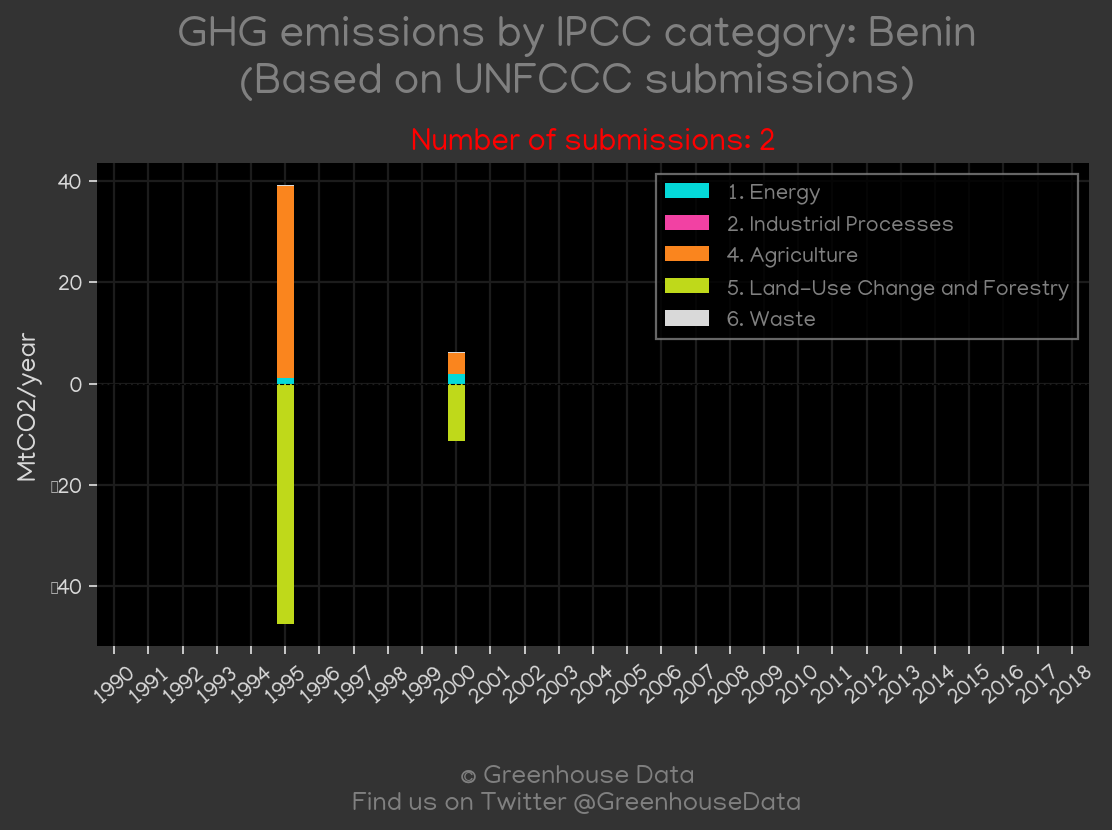 GHG emissions by IPCC category: Benin
(Based on UNFCCC submissions)
Number of submissions: 2
1. Energy
2. Industrial Processes
4. Agriculture
5. Land-Use Change and Forestry
6. Waste
MtCO2/year
40
20
0
▯20
▯40
1990 1991 1992 1993 1994 1995 1996 1997 1998 1999 2000 2001 2002 2003 2004 2005 2006 2007 2008 2009 2010 2011 2012 2013 2014 2015 2016 2017 2018
© Greenhouse Data
Find us on Twitter @GreenhouseData